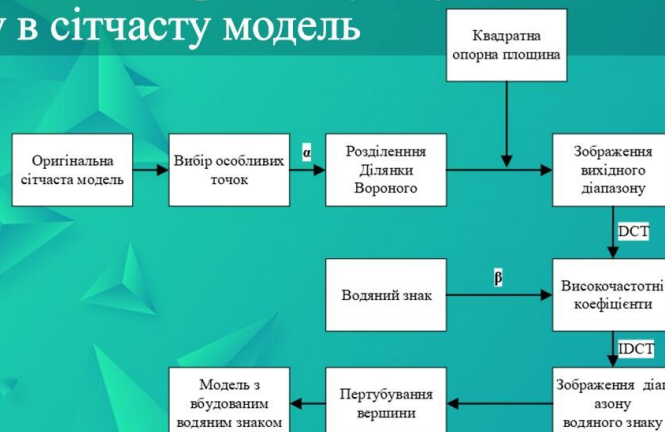 у в сітчасту модель
Квадратна
опорна площина
Оригінальна
сітчаста модель
Вибір особливих
точок
α
Розділенння
Ділянки
Вороного
Зображення
вихідного
діапазону
DCT
Водяний знак
β
Високочастотні
коефіцієнти
IDCT
Модель з
вбудованим
водяним знаком
Пертубування
вершини
Зображення діап
азону
водяного знаку